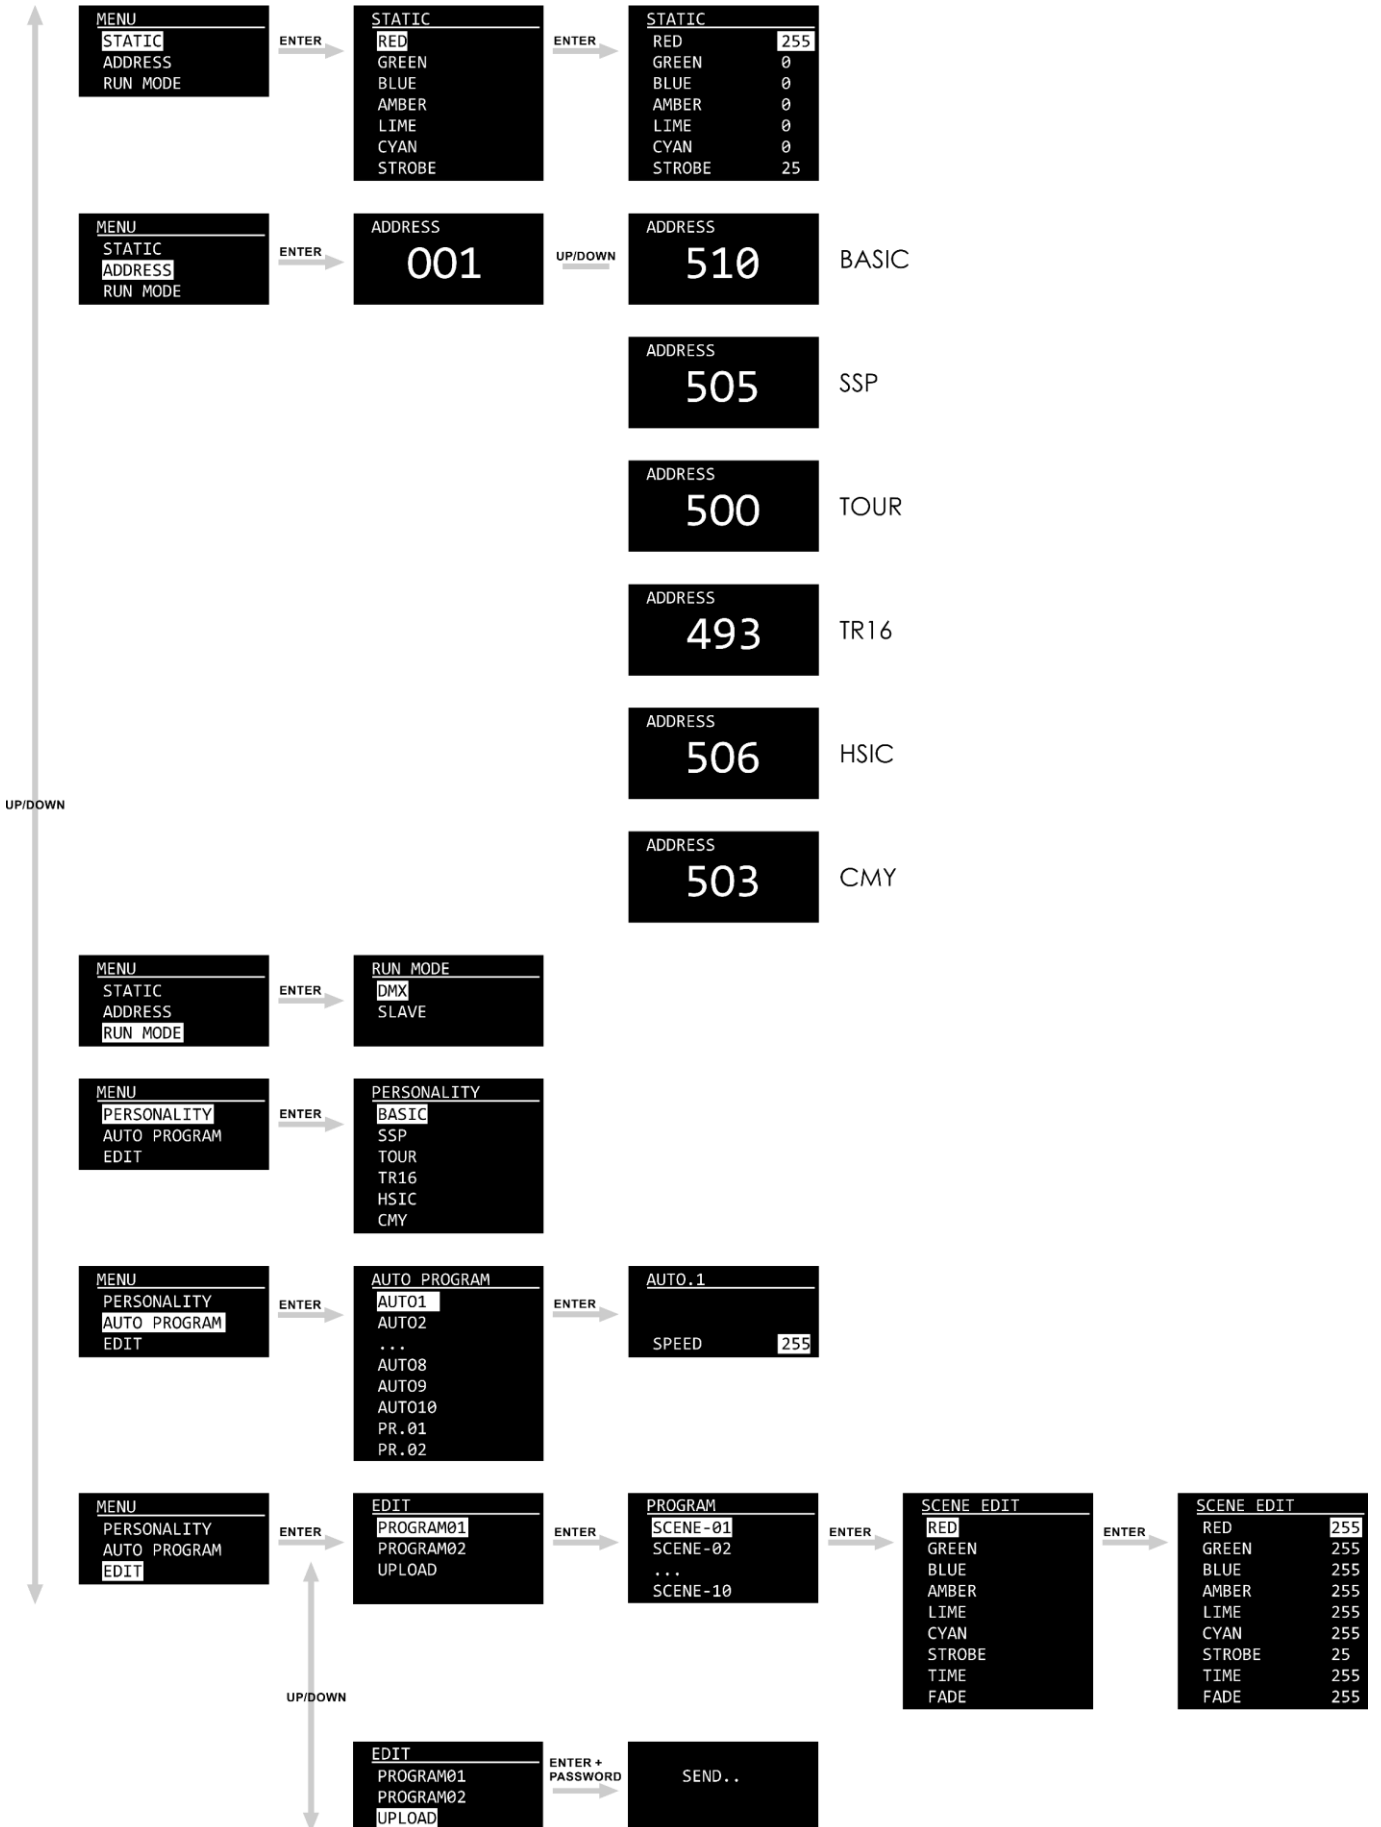 MENU
STATIC
ADDRESS
RUN MODE
ENTER
STATIC
RED
GREEN
BLUE
AMBER
LIME
CYAN
STROBE
ENTER
STATIC
RED 255
GREEN 0
BLUE 0
AMBER 0
LIME 0
CYAN 0
STROBE 25
MENU
STATIC
ADDRESS
RUN MODE
ENTER
ADDRESS
001
UP/DOWN
ADDRESS
510
BASIC
ADDRESS
505
SSP
ADDRESS
500
TOUR
ADDRESS
493
TR16
ADDRESS
506
HSIC
UP/DOWN
ADDRESS
503
CMY
MENU
STATIC
ADDRESS
RUN MODE
ENTER
RUN MODE
DMX
SLAVE
MENU
PERSONALITY
AUTO PROGRAM
EDIT
ENTER
PERSONALITY
BASIC
SSP
TOUR
TR16
HSIC
CMY
MENU
PERSONALITY
AUTO PROGRAM
EDIT
ENTER
AUTO PROGRAM
AUTO1
AUTO2
...
AUTO8
AUTO9
AUTO10
PR.01
PR.02
ENTER
AUTO.1
SPEED 255
MENU
PERSONALITY
AUTO PROGRAM
EDIT
ENTER
EDIT
PROGRAM01
PROGRAM02
UPLOAD
ENTER
PROGRAM
SCENE-01
SCENE-02
...
SCENE-10
ENTER
SCENE EDIT
RED
GREEN
BLUE
AMBER
LIME
CYAN
STROBE
TIME
FADE
ENTER
SCENE EDIT
RED 255
GREEN 255
BLUE 255
AMBER 255
LIME 255
CYAN 255
STROBE 25
TIME 255
FADE 255
UP/DOWN
EDIT
PROGRAM01
PROGRAM02
UPLOAD
ENTER +
PASSWORD
SEND..